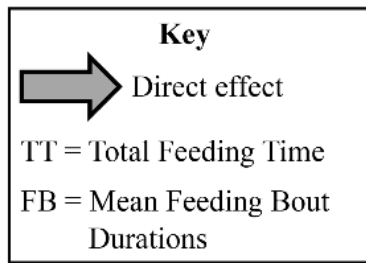 Key
Direct effect
TT = Total Feeding Time
FB = Mean Feeding Bout
Durations